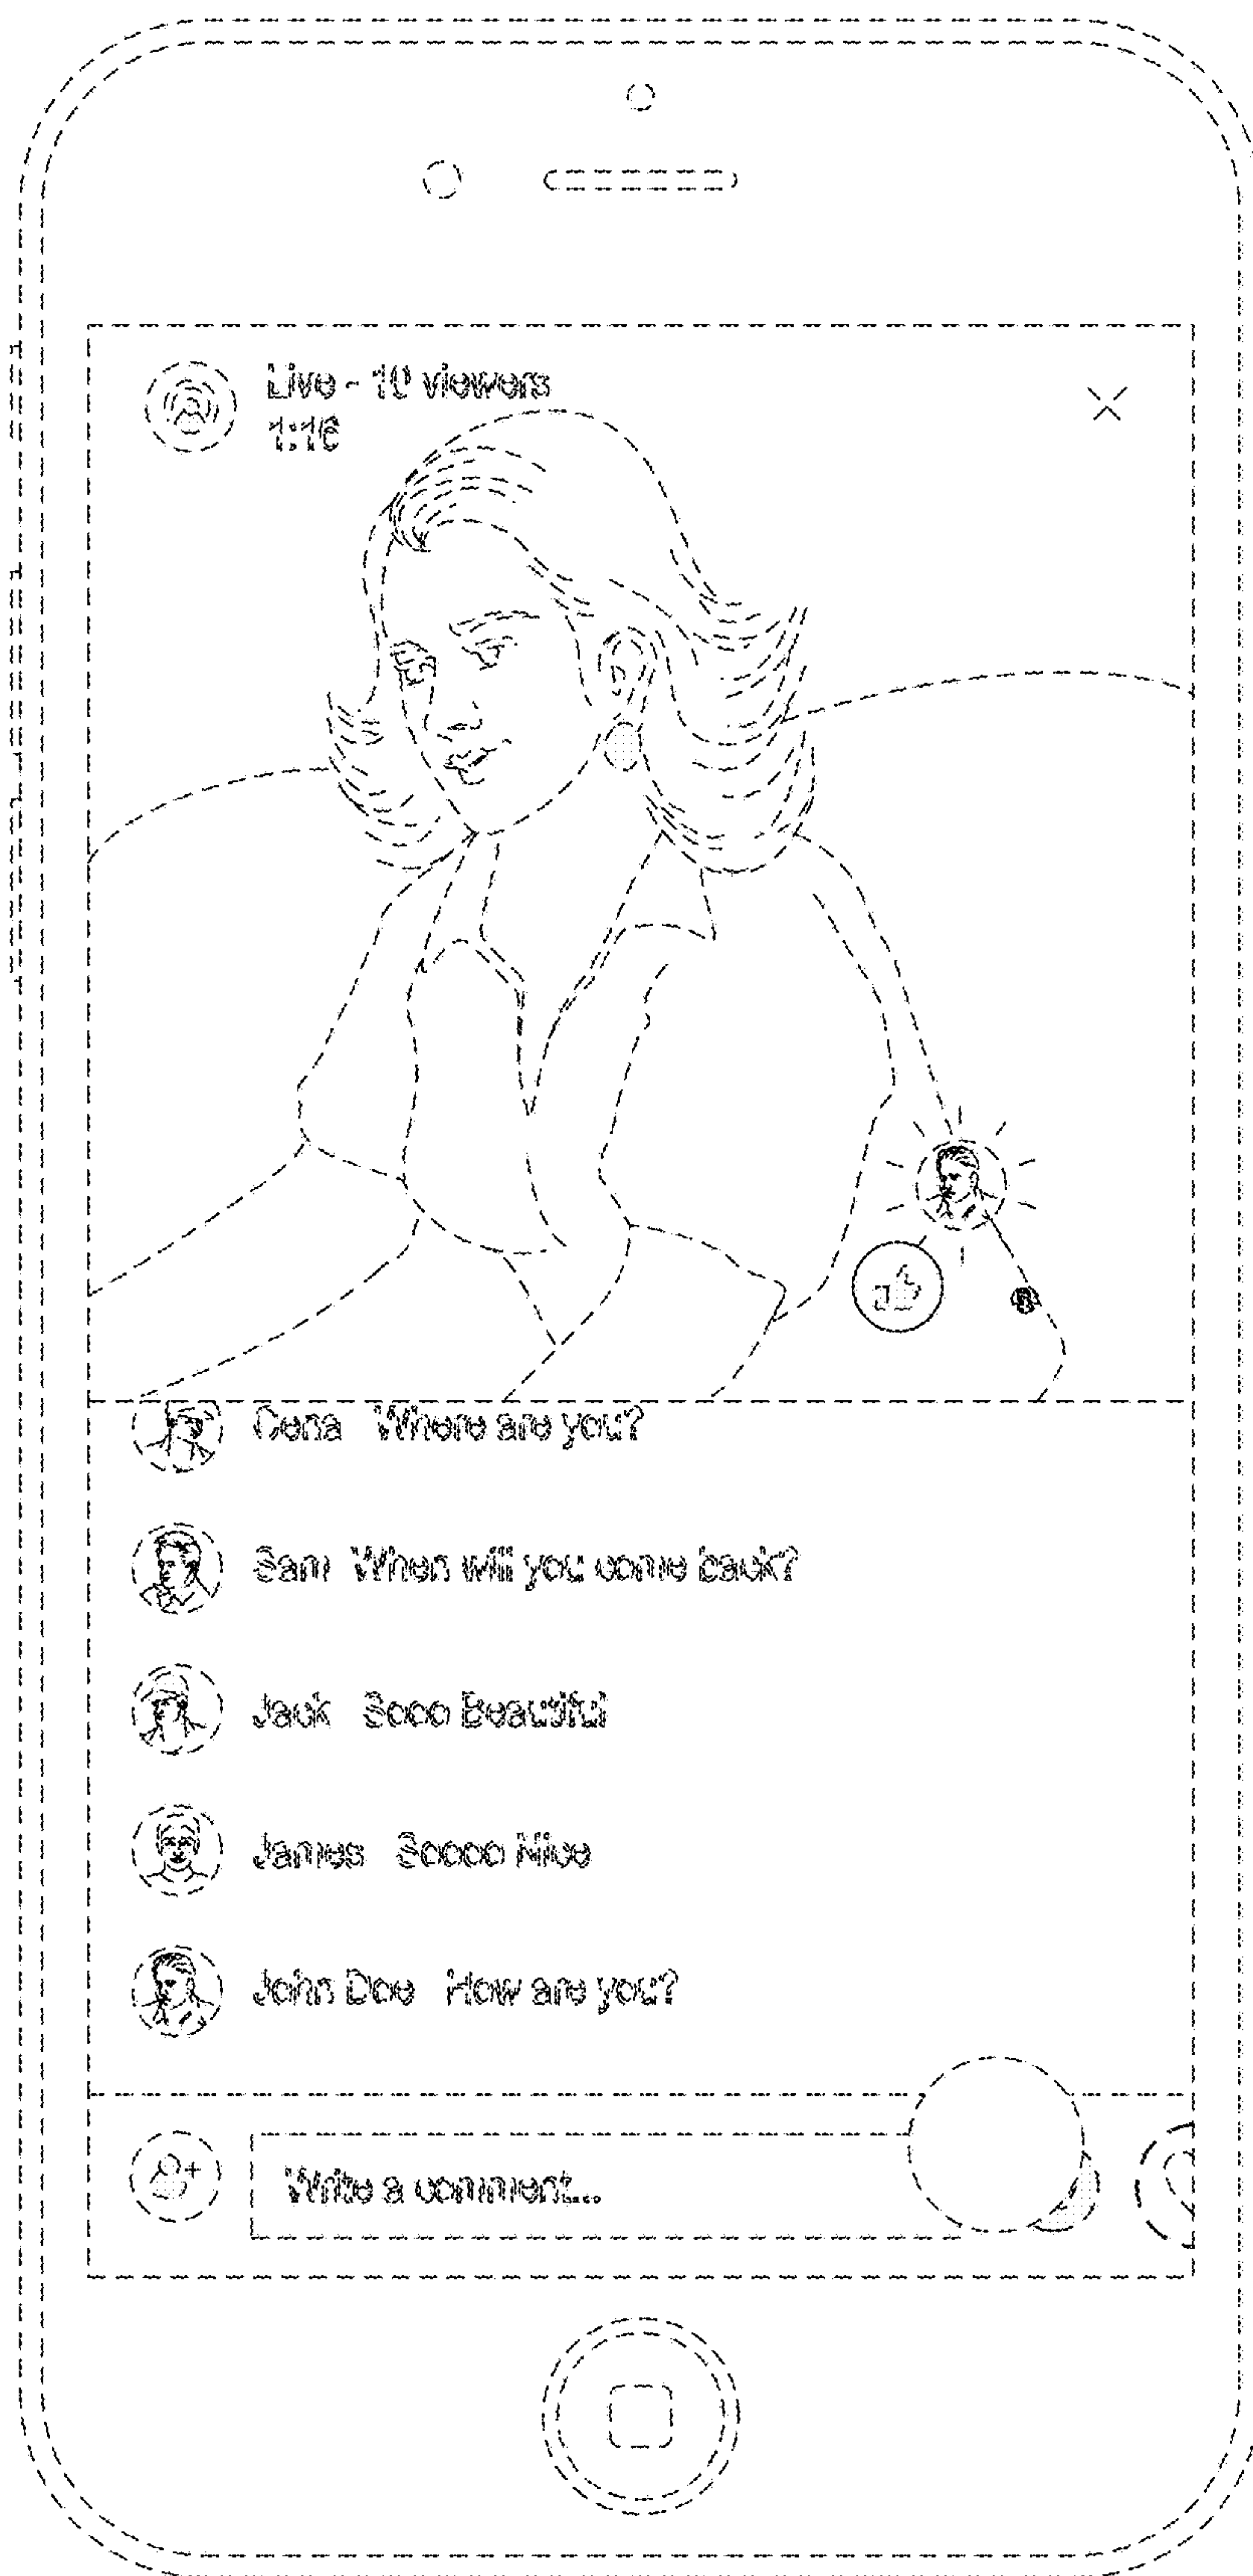 Live - 10 viewers
1:16
Cena Where are you?
Sam When will you come back?
Jack Sooo Beautiful
James Soooo Nice
John Doe How are you?
Write a comment...